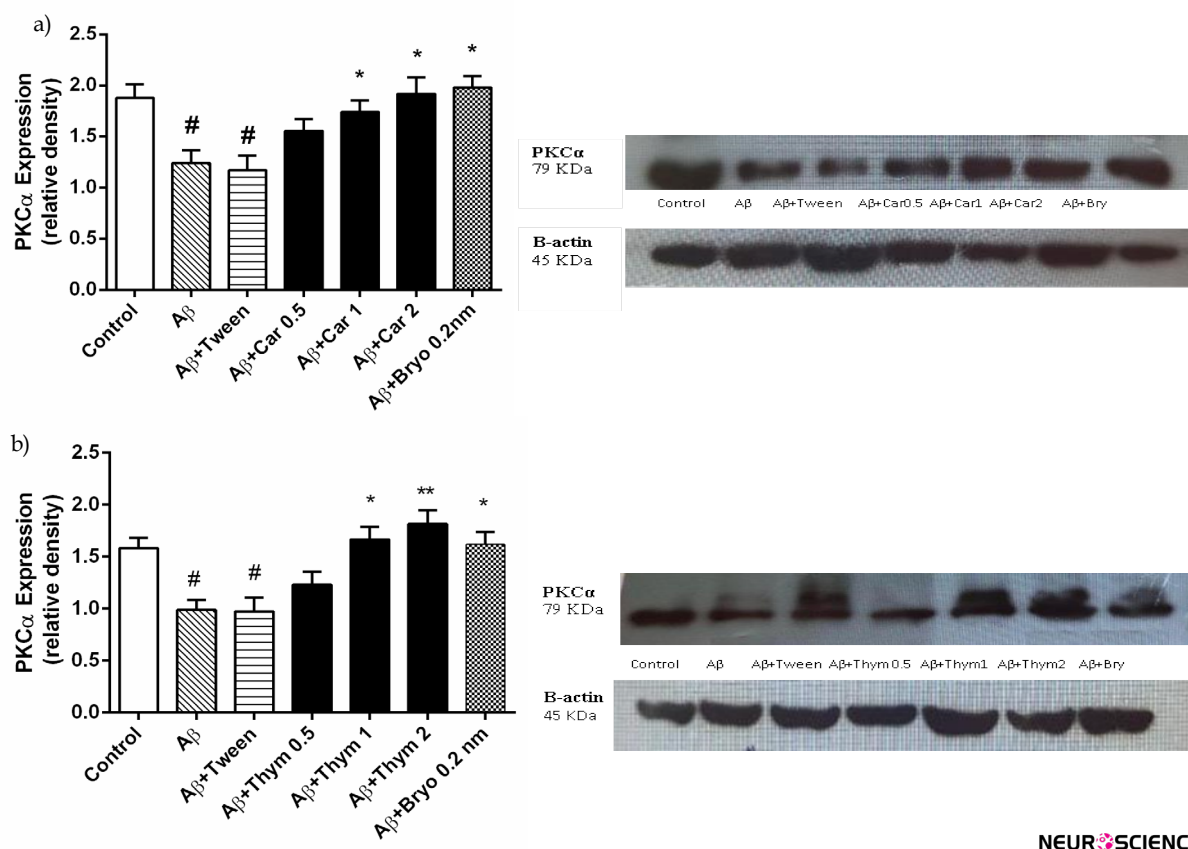 a)
PKCα Expression
(relative density)
2.5
2.0
1.5
1.0
0.5
0.0
#
#
*
*
*
Control
Aβ
Aβ+Tween
Aβ+Car 0.5
Aβ+Car 1
Aβ+Car 2
Aβ+Bryo 0.2nm
PKCα
79 KDa
Control Aβ Aβ+Tween Aβ+Car0.5 Aβ+Car1 Aβ+Car2 Aβ+Bry
B-actin
45 KDa
b)
PKCα Expression
(relative density)
2.5
2.0
1.5
1.0
0.5
0.0
#
#
*
**
*
Control
Aβ
Aβ+Tween
Aβ+Thym 0.5
Aβ+Thym 1
Aβ+Thym 2
Aβ+Bryo 0.2 nm
PKCα
79 KDa
Control Aβ Aβ+Tween Aβ+Thym 0.5 Aβ+Thym1 Aβ+Thym2 Aβ+Bry
B-actin
45 KDa
NEUROSCIENC